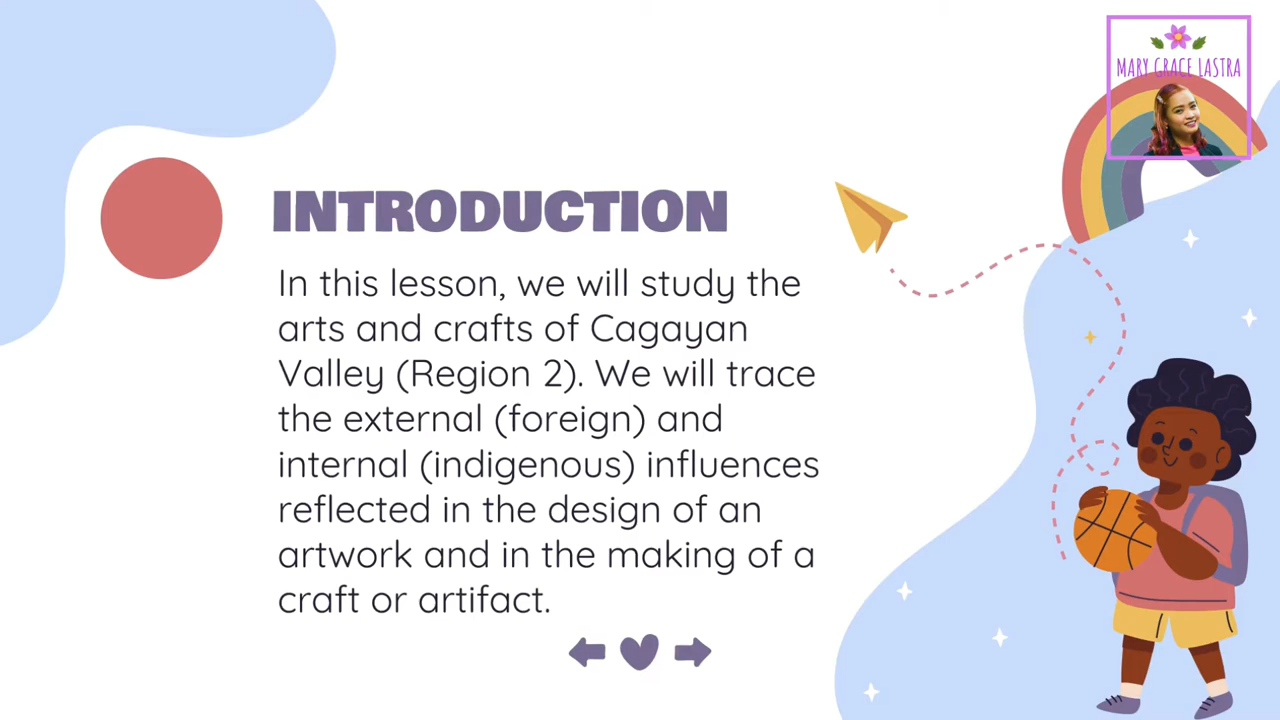 MARY GRACE LASTRA
INTRODUCTION
In this lesson, we will study the
arts and crafts of Cagayan
Valley (Region 2). We will trace
the external (foreign) and
internal (indigenous) influences
reflected in the design of an
artwork and in the making of a
craft or artifact.